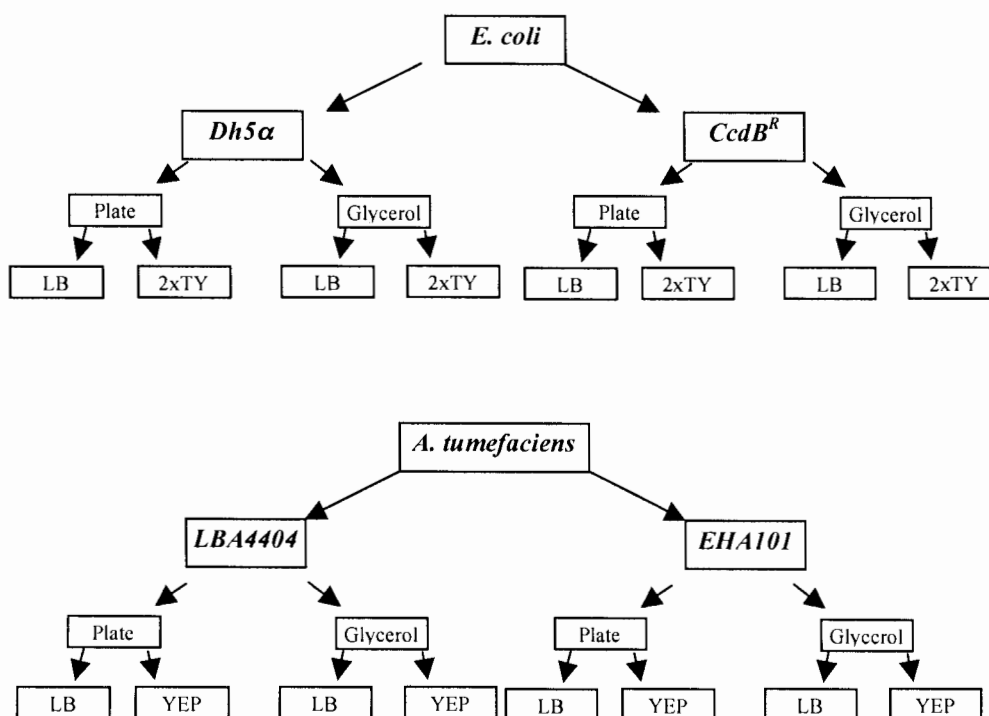 E. coli
Dh5α CcdB^R
Plate Glycerol Plate Glycerol
LB 2xTY LB 2xTY LB 2xTY LB 2xTY
A. tumefaciens
LBA4404 EHA101
Plate Glycerol Plate Glycerol
LB YEP LB YEP LB YEP LB YEP